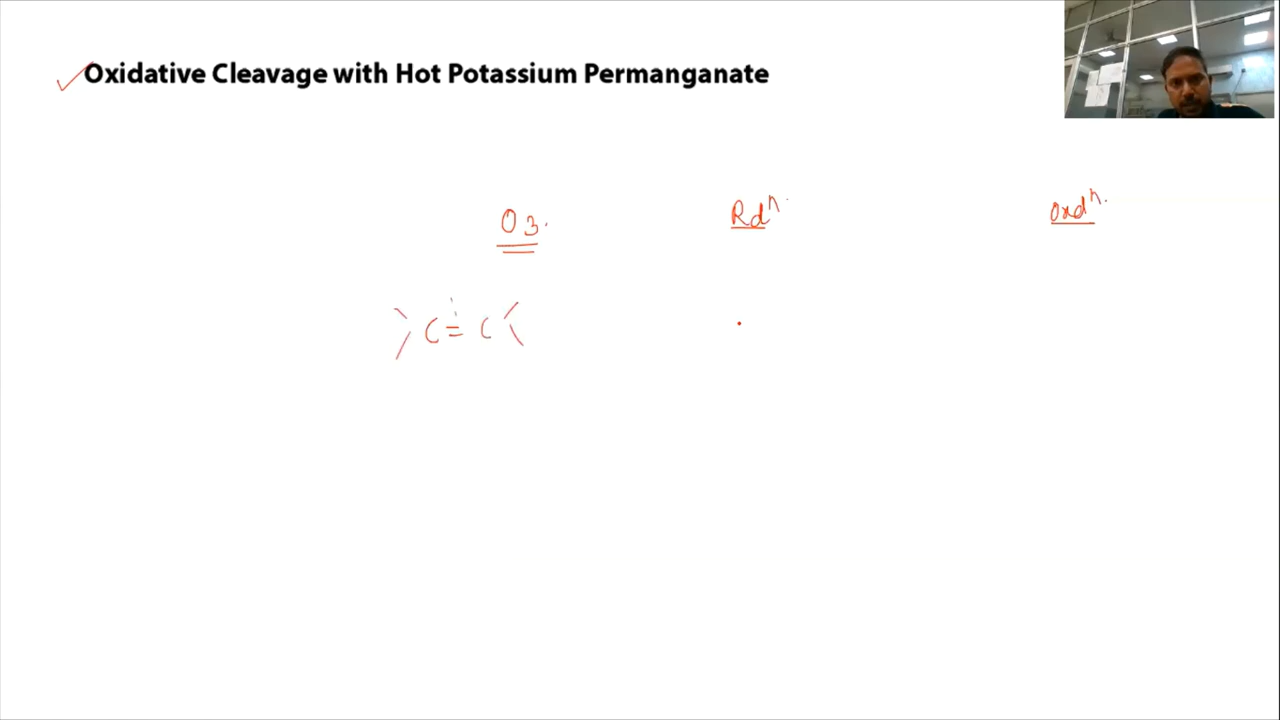 Oxidative Cleavage with Hot Potassium Permanganate
O3. Rdⁿ. Oxdⁿ.
>C=C<